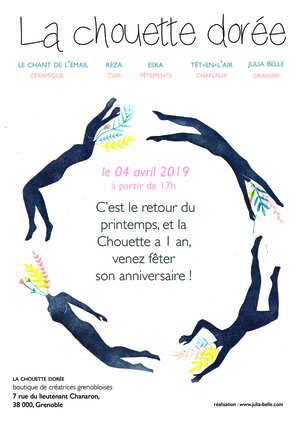 La chouette dorée
LE CHANT DE L'ÉMAIL RÉZA ESKA TÊT•EN•L'AIR JULIA BELLE
CÉRAMIQUE CUIR VÊTEMENTS CHAPEAUX GRAVURE
le 04 avril 2019
à partir de 17h
C'est le retour du
printemps, et la
Chouette a 1 an,
venez fêter
son anniversaire !
LA CHOUETTE DORÉE
boutique de créatrices grenobloises
7 rue du lieutenant Chanaron,
38 000, Grenoble
réalisation : www.julia-belle.com